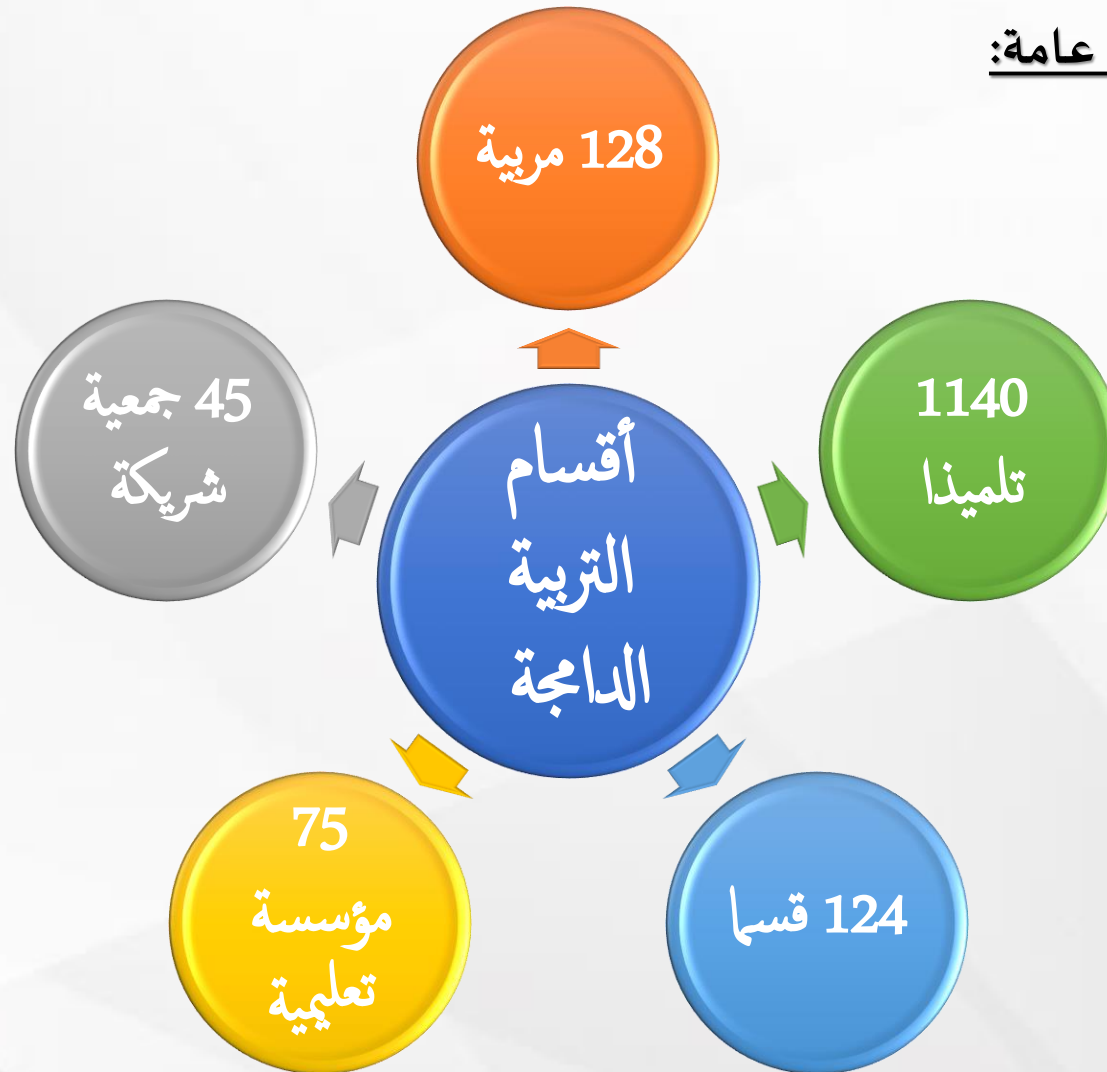 عامة:
128 مربية
1140
تلميذا
45 جمعية
شريكة
أقسام
التربية
الدامجة
124 قسما
75
مؤسسة
تعليمية